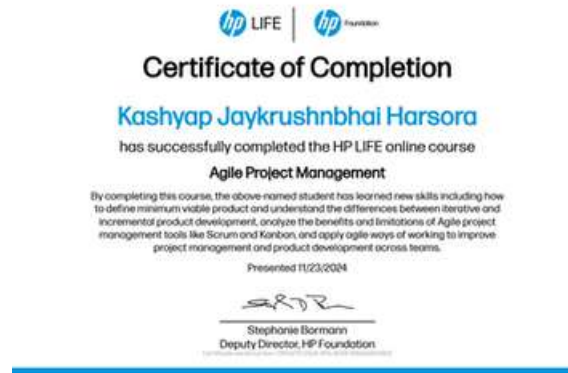 hp LIFE hp Foundation
Certificate of Completion
Kashyap Jaykrushnbhai Harsora
has successfully completed the HP LIFE online course
Agile Project Management
By completing this course, the above-named student has learned new skills including how
to define minimum viable product and understand the differences between iterative and
incremental product development, analyze the benefits and limitations of Agile project
management tools like Scrum and Kanban, and apply agile ways of working to improve
project management and product development across teams.
Presented 11/23/2024
Stephanie Bormann
Deputy Director, HP Foundation